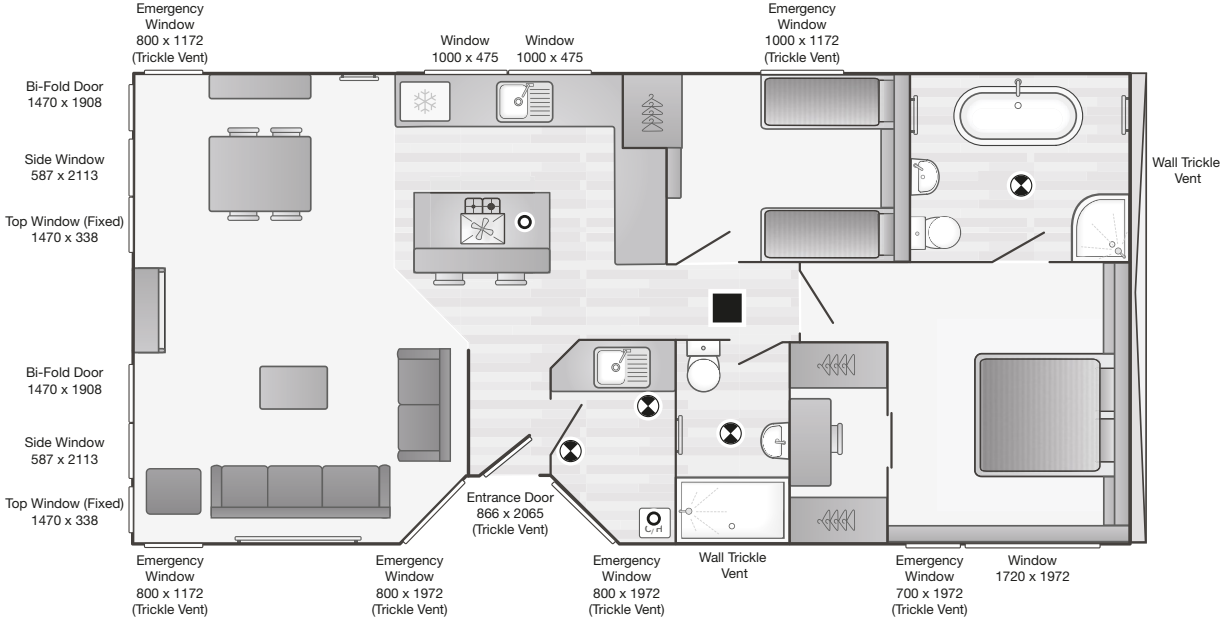 Emergency
Window
800 x 1172
(Trickle Vent)
Window
1000 x 475
Window
1000 x 475
Emergency
Window
1000 x 1172
(Trickle Vent)
Bi-Fold Door
1470 x 1908
Side Window
587 x 2113
Top Window (Fixed)
1470 x 338
Wall Trickle
Vent
Bi-Fold Door
1470 x 1908
Side Window
587 x 2113
Top Window (Fixed)
1470 x 338
Entrance Door
866 x 2065
(Trickle Vent)
C/H
Emergency
Window
800 x 1172
(Trickle Vent)
Emergency
Window
800 x 1972
(Trickle Vent)
Emergency
Window
800 x 1972
(Trickle Vent)
Wall Trickle
Vent
Emergency
Window
700 x 1972
(Trickle Vent)
Window
1720 x 1972